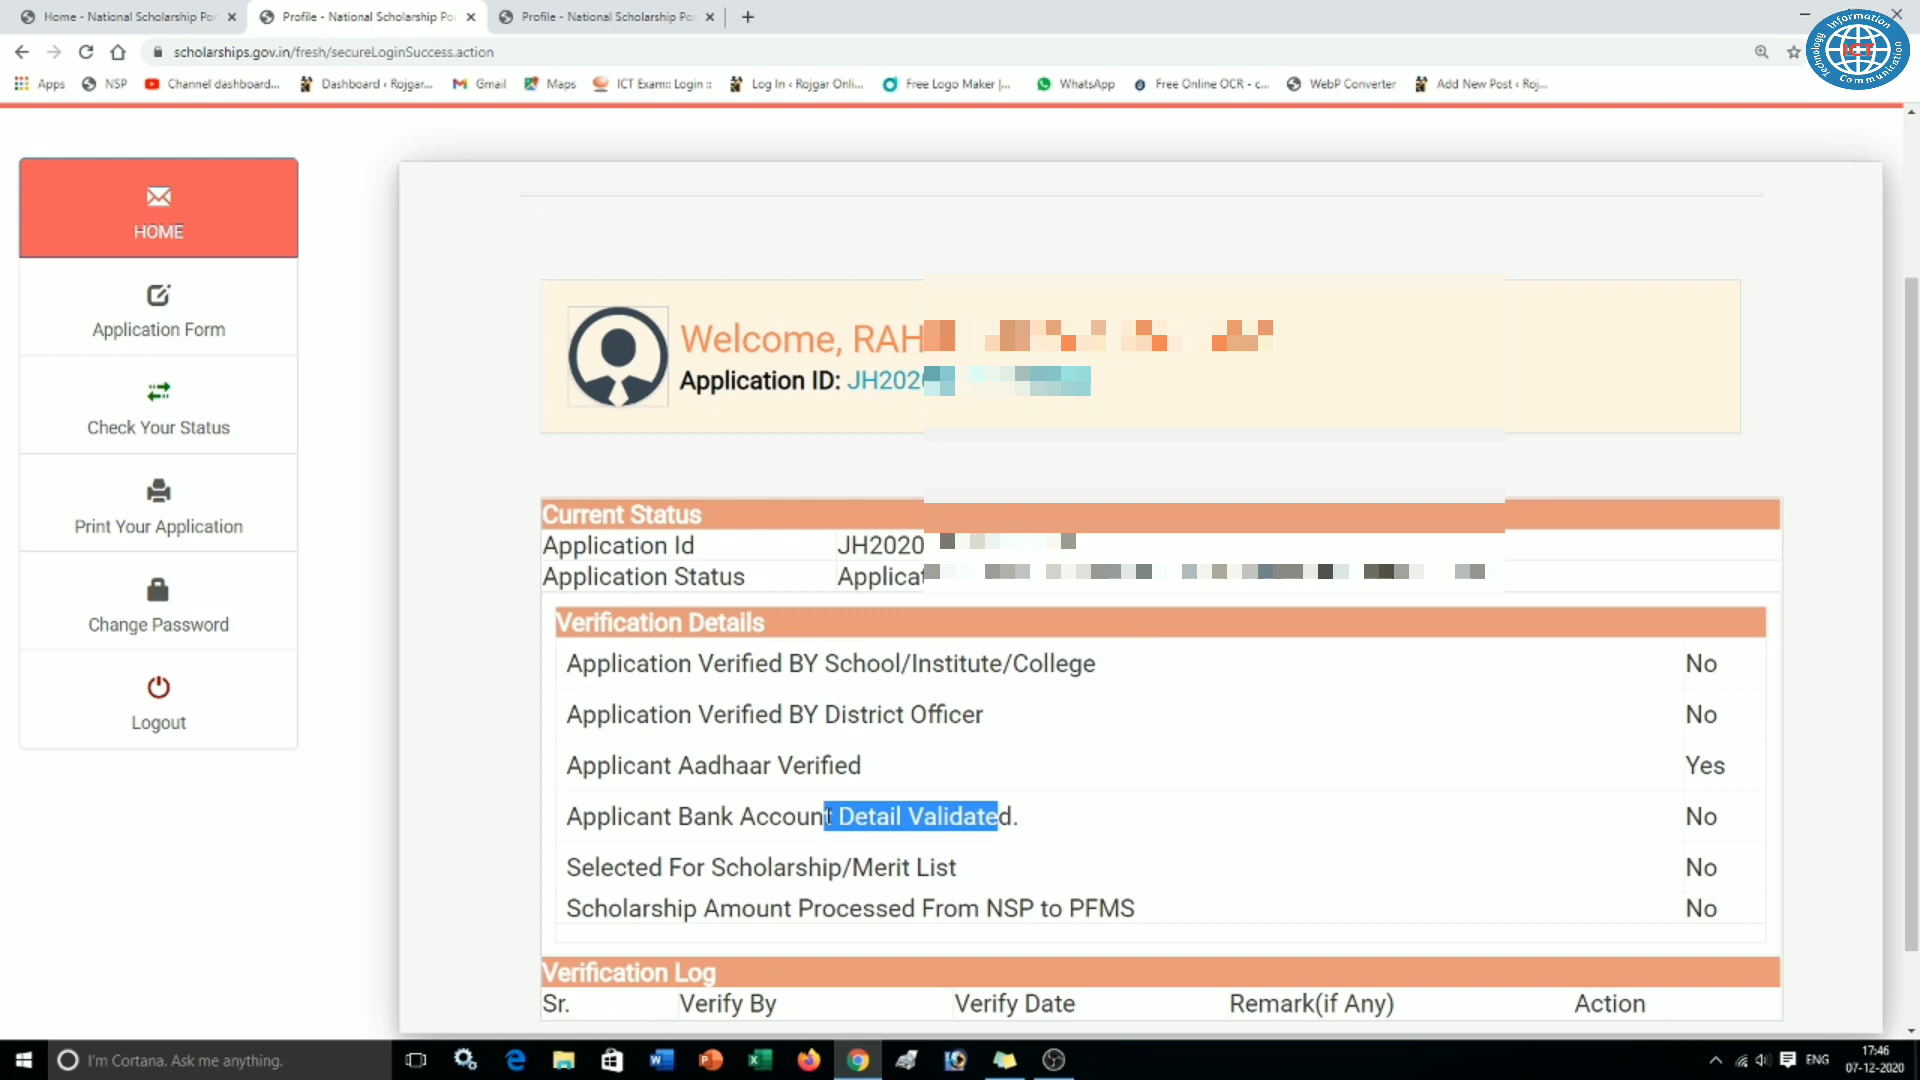 Home - National Scholarship Por
Profile - National Scholarship Po
Profile - National Scholarship Po
scholarships.gov.in/fresh/secureLoginSuccess.action
Information
Communication
Technology
ICT
Apps
NSP
Channel dashboard...
Dashboard ‹ Rojgar...
Gmail
Maps
ICT Exam:: Login ::
Log In ‹ Rojgar Onli...
Free Logo Maker |...
WhatsApp
Free Online OCR - c...
WebP Converter
Add New Post ‹ Roj...
HOME
Application Form
Check Your Status
Print Your Application
Change Password
Logout
Welcome, RAH
Application ID: JH2020
Current Status
Application Id JH2020
Application Status Applicat
Verification Details
Application Verified BY School/Institute/College No
Application Verified BY District Officer No
Applicant Aadhaar Verified Yes
Applicant Bank Account Detail Validated. No
Selected For Scholarship/Merit List No
Scholarship Amount Processed From NSP to PFMS No
Verification Log
Sr. Verify By Verify Date Remark(if Any) Action
I'm Cortana. Ask me anything.
ENG
17:46
07-12-2020